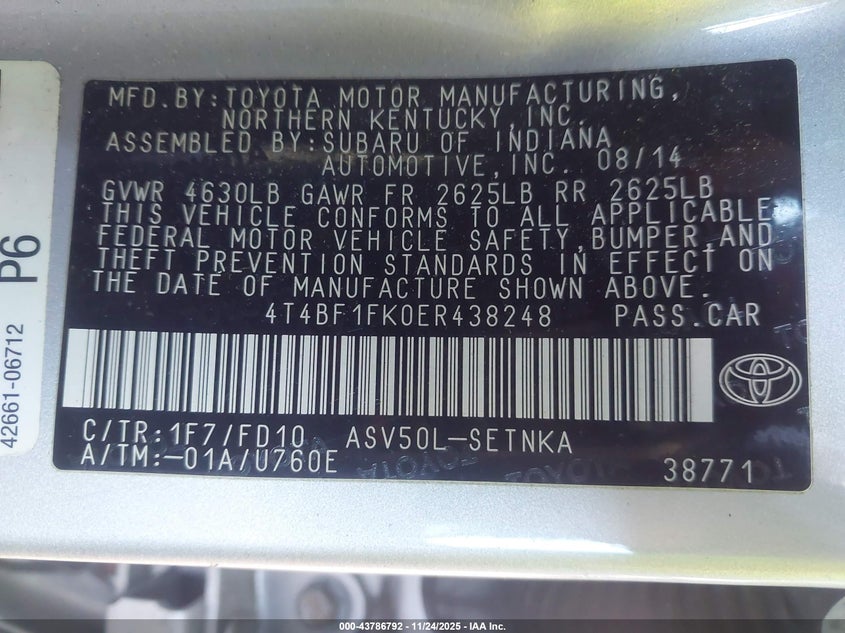 MFD.BY:TOYOTA MOTOR MANUFACTURING,
NORTHERN KENTUCKY,INC.
ASSEMBLED BY:SUBARU OF INDIANA
AUTOMOTIVE,INC. 08/14
GVWR 4630LB GAWR FR 2625LB RR 2625LB
THIS VEHICLE CONFORMS TO ALL APPLICABLE
FEDERAL MOTOR VEHICLE SAFETY,BUMPER,AND
THEFT PREVENTION STANDARDS IN EFFECT ON
THE DATE OF MANUFACTURE SHOWN ABOVE.
4T4BF1FK0ER438248 PASS.CAR
C/TR:1F7/FD10 ASV50L-SETNKA
A/TM:-01A/U760E 38771
P6
42661-06712
000-43786792 - 11/24/2025 - IAA Inc.